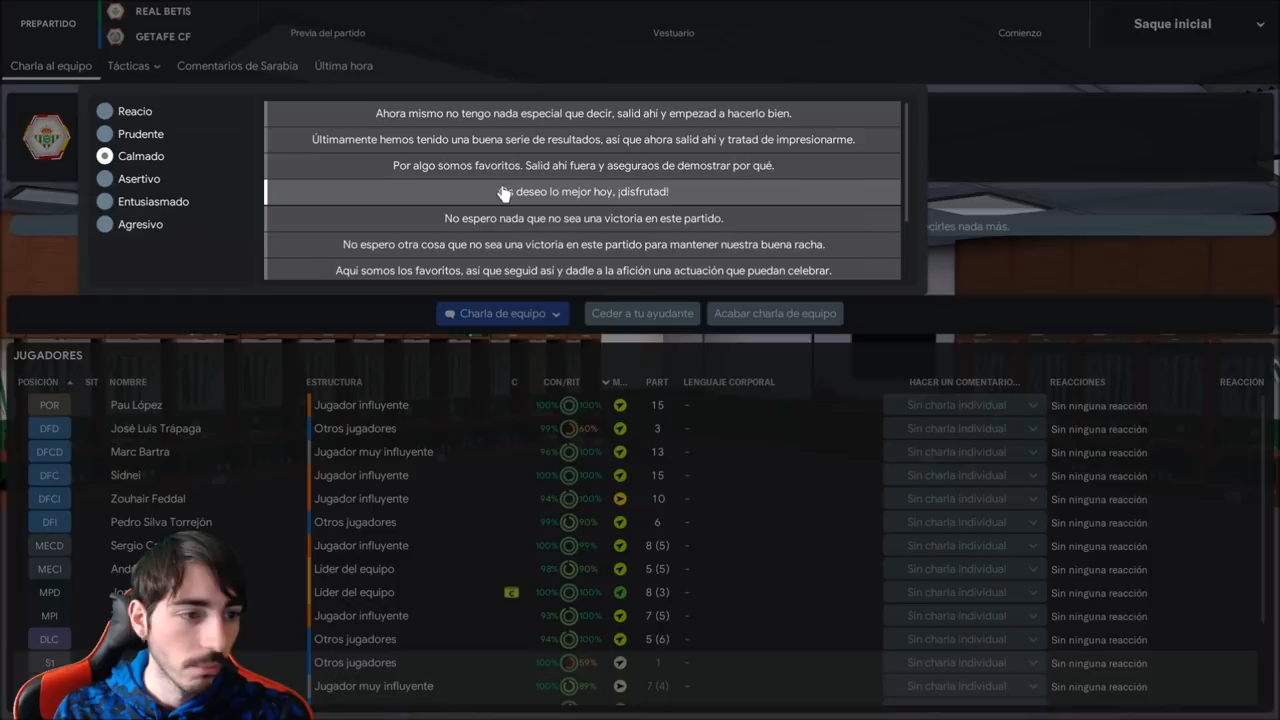 PREPARTIDO
REAL BETIS
GETAFE CF
Previa del partido
Vestuario
Comienzo
Saque inicial
Charla al equipo
Tácticas
Comentarios de Sarabia
Última hora
Reacio
Prudente
Calmado
Asertivo
Entusiasmado
Agresivo
Ahora mismo no tengo nada especial que decir, salid ahí y empezad a hacerlo bien.
Últimamente hemos tenido una buena serie de resultados, así que ahora salid ahí y tratad de impresionarme.
Por algo somos favoritos. Salid ahí fuera y aseguraos de demostrar por qué.
deseo lo mejor hoy, ¡disfrutad!
No espero nada que no sea una victoria en este partido.
No espero otra cosa que no sea una victoria en este partido para mantener nuestra buena racha.
Aquí somos los favoritos, así que seguid así y dadle a la afición una actuación que puedan celebrar.
decirles nada más.
Charla de equipo
Ceder a tu ayudante
Acabar charla de equipo
JUGADORES
POSICIÓN SIT NOMBRE ESTRUCTURA C CON/RIT M... PART LENGUAJE CORPORAL HACER UN COMENTARIO... REACCIONES REACCIÓN
POR Pau López Jugador influyente 100% 100% 15 - Sin charla individual Sin ninguna reacción
DFD José Luis Trápaga Otros jugadores 99% 60% 3 - Sin charla individual Sin ninguna reacción
DFCD Marc Bartra Jugador muy influyente 96% 100% 13 - Sin charla individual Sin ninguna reacción
DFC Sidnei Jugador influyente 100% 100% 15 - Sin charla individual Sin ninguna reacción
DFCI Zouhair Feddal Jugador influyente 94% 100% 10 - Sin charla individual Sin ninguna reacción
DFI Pedro Silva Torrejón Otros jugadores 99% 90% 6 - Sin charla individual Sin ninguna reacción
MECD Sergio Jugador influyente 100% 99% 8 (5) - Sin charla individual Sin ninguna reacción
MECI Líder del equipo 98% 90% 5 (5) - Sin charla individual Sin ninguna reacción
MPD Líder del equipo C 100% 100% 8 (3) - Sin charla individual Sin ninguna reacción
MPI Jugador influyente 93% 100% 7 (5) - Sin charla individual Sin ninguna reacción
DLC Otros jugadores 94% 100% 5 (6) - Sin charla individual Sin ninguna reacción
S1 Otros jugadores 100% 59% 1 - Sin charla individual Sin ninguna reacción
Jugador muy influyente 100% 89% 7 (4) - Sin charla individual Sin ninguna reacción